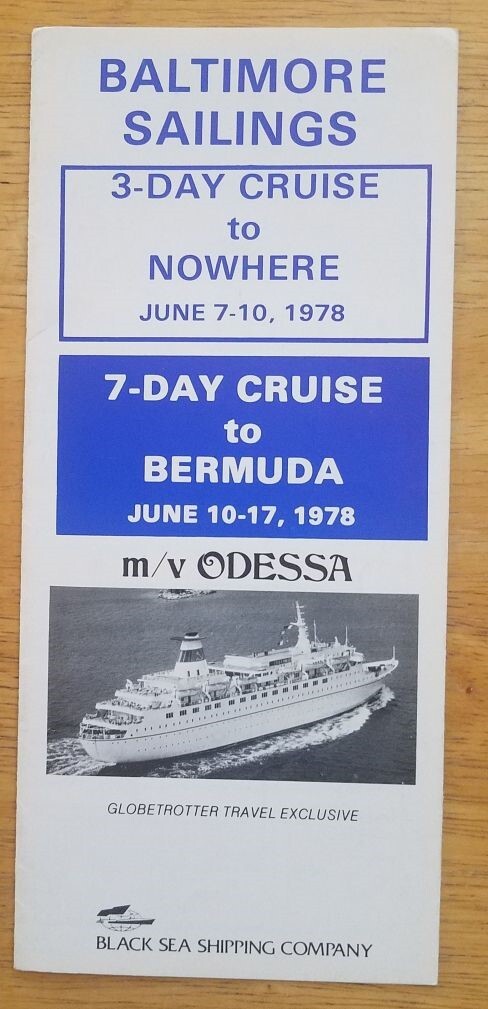 BALTIMORE
SAILINGS
3-DAY CRUISE
to
NOWHERE
JUNE 7-10, 1978
7-DAY CRUISE
to
BERMUDA
JUNE 10-17, 1978
m/v ODESSA
GLOBETROTTER TRAVEL EXCLUSIVE
BLACK SEA SHIPPING COMPANY